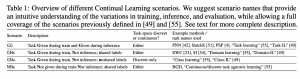 Table 1: Overview of different Continual Learning scenarios. We suggest scenario names that provide
an intuitive understanding of the variations in training, inference, and evaluation, while allowing a full
coverage of the scenarios previously defined in [49] and [55]. See text for more complete description.
Scenario Description Task space discrete or continuous? Example methods / task names used
GG Task Given during train and Given during inference Either PNN [42], BatchE [51], PSP [4], "Task learning" [55], "Task-IL" [49]
GNs Task Given during train, Not inference; shared labels Either EWC [23], SI [54], "Domain learning" [55], "Domain-IL" [49]
GNu Task Given during train, Not inference; unshared labels Discrete only "Class learning" [55], "Class-IL" [49]
NNs Task Not given during train Nor inference; shared labels Either BGD, "Continuous/discrete task agnostic learning" [55]